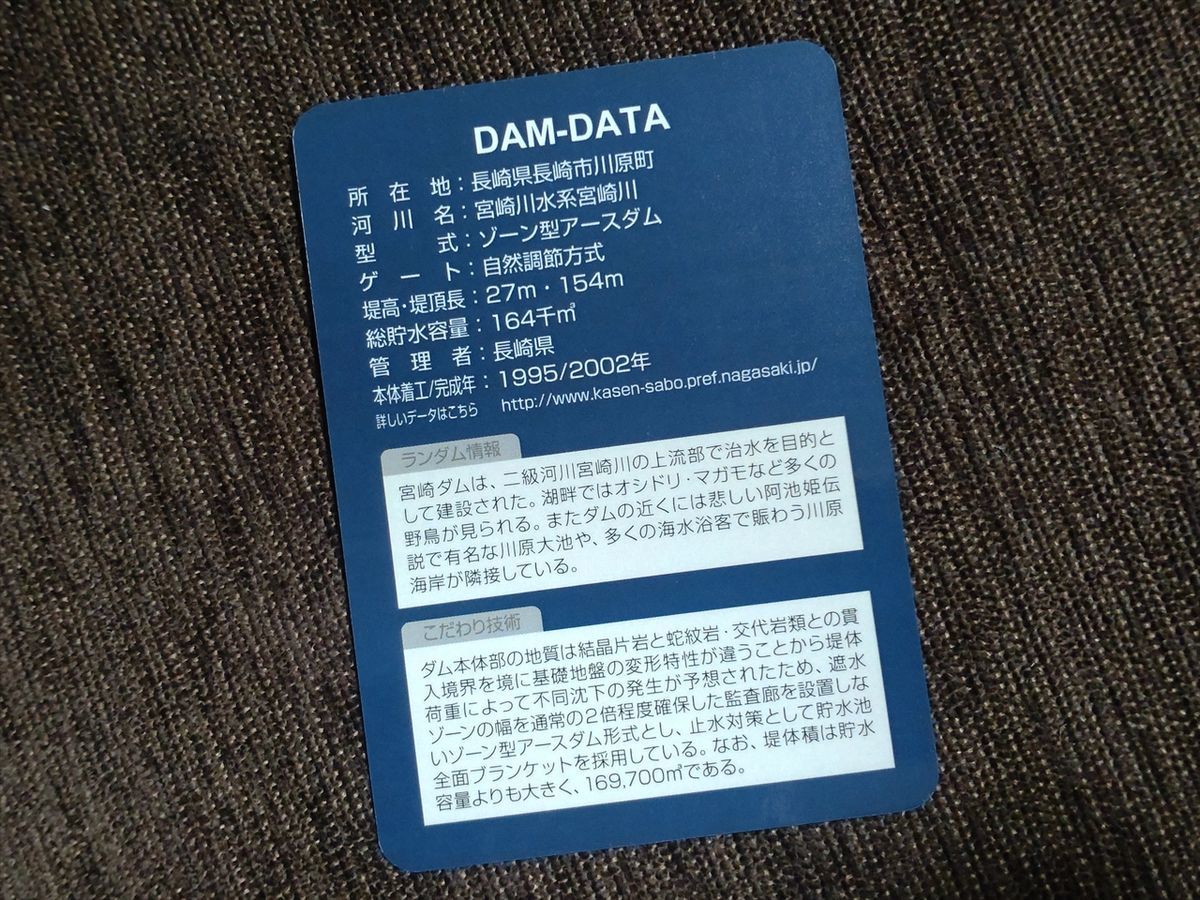 DAM-DATA
所在地：長崎県長崎市川原町
河川名：宮崎川水系宮崎川
型式：ゾーン型アースダム
ゲート：自然調節方式
堤高・堤頂長：27m・154m
総貯水容量：164千㎥
管理者：長崎県
本体着工/完成年：1995/2002年
詳しいデータはこちら http://www.kasen-sabo.pref.nagasaki.jp/
ランダム情報
宮崎ダムは、二級河川宮崎川の上流部で治水を目的と
して建設された。湖畔ではオシドリ・マガモなど多くの
野鳥が見られる。またダムの近くには悲しい阿池姫伝
説で有名な川原大池や、多くの海水浴客で賑わう川原
海岸が隣接している。
こだわり技術
ダム本体部の地質は結晶片岩と蛇紋岩・交代岩類との貫
入境界を境に基礎地盤の変形特性が違うことから堤体
荷重によって不同沈下の発生が予想されたため、遮水
ゾーンの幅を通常の2倍程度確保した監査廊を設置しな
いゾーン型アースダム形式とし、止水対策として貯水池
全面ブランケットを採用している。なお、堤体積は貯水
容量よりも大きく、169,700㎥である。